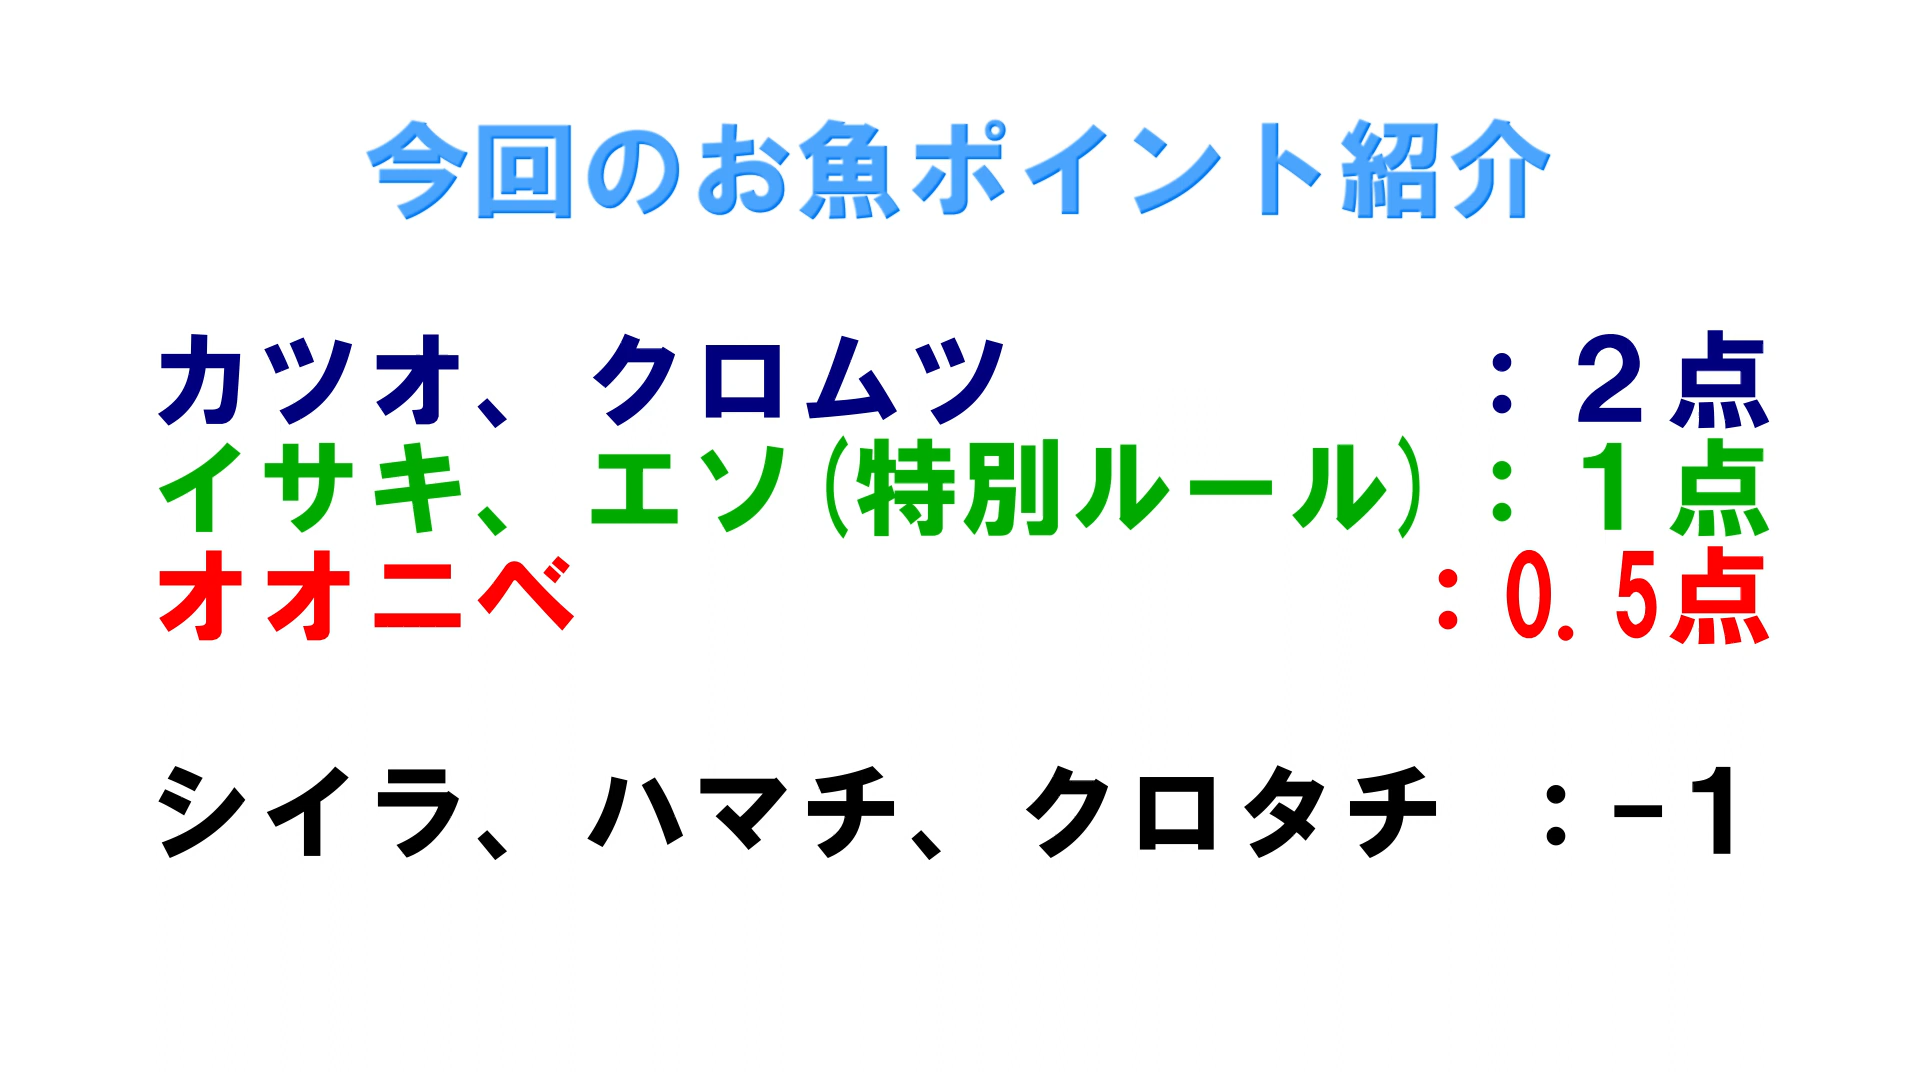 今回のお魚ポイント紹介
カツオ、クロムツ　　　　：２点
イサキ、エソ(特別ルール)：１点
オオニベ　　　　　　　　：0.5点
シイラ、ハマチ、クロタチ　：-１